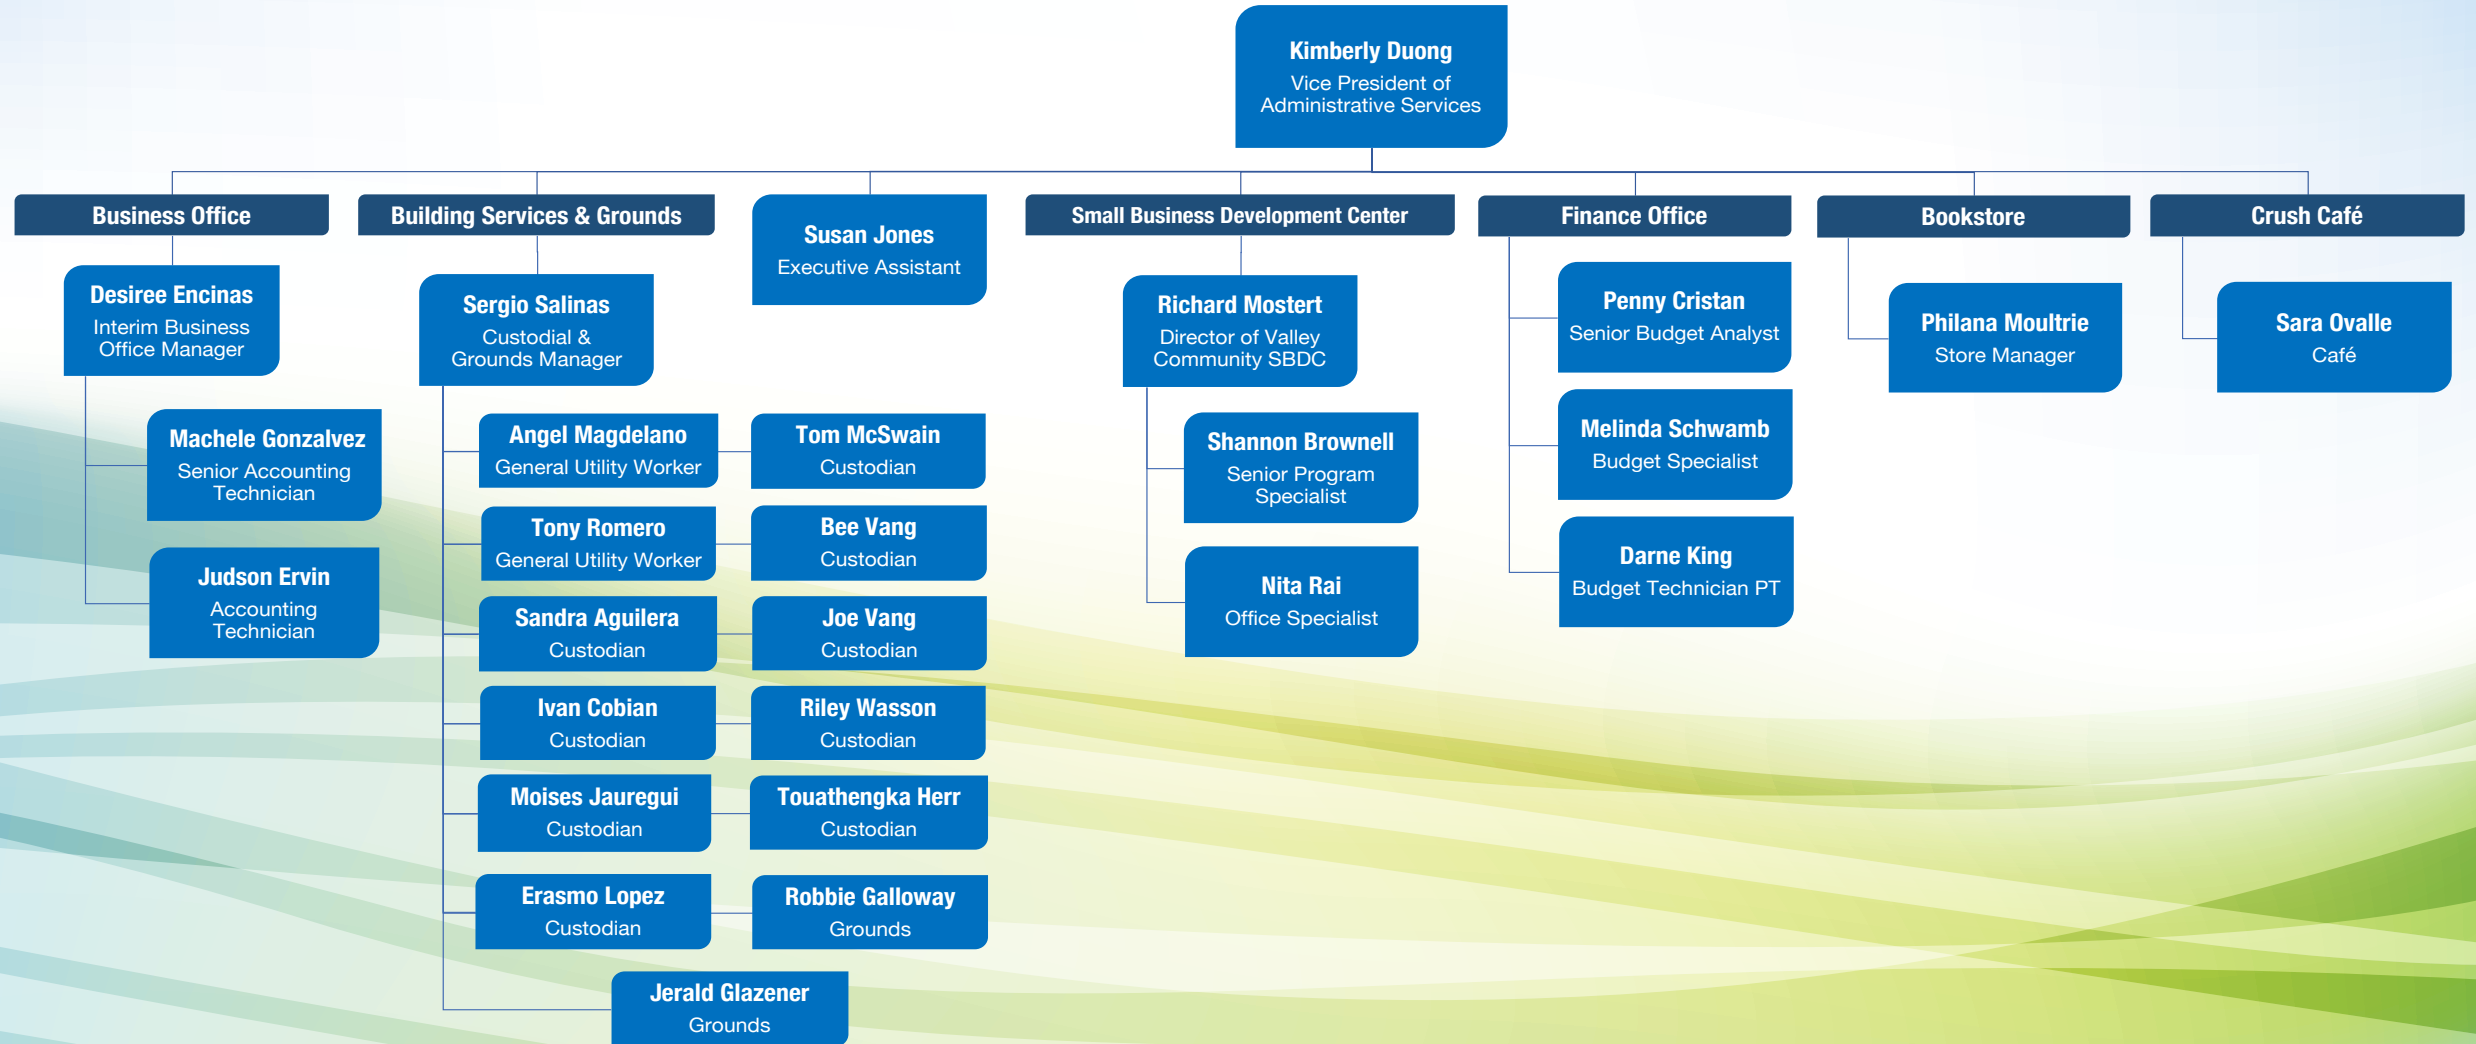 Kimberly Duong
Vice President of
Administrative Services
Business Office
Desiree Encinas
Interim Business
Office Manager
Machele Gonzalvez
Senior Accounting
Technician
Judson Ervin
Accounting
Technician
Building Services & Grounds
Sergio Salinas
Custodial &
Grounds Manager
Angel Magdelano
General Utility Worker
Tom McSwain
Custodian
Tony Romero
General Utility Worker
Bee Vang
Custodian
Sandra Aguilera
Custodian
Joe Vang
Custodian
Ivan Cobian
Custodian
Riley Wasson
Custodian
Moises Jauregui
Custodian
Touathengka Herr
Custodian
Erasmo Lopez
Custodian
Robbie Galloway
Grounds
Jerald Glazener
Grounds
Susan Jones
Executive Assistant
Small Business Development Center
Richard Mostert
Director of Valley
Community SBDC
Shannon Brownell
Senior Program
Specialist
Nita Rai
Office Specialist
Finance Office
Penny Cristan
Senior Budget Analyst
Melinda Schwamb
Budget Specialist
Darne King
Budget Technician PT
Bookstore
Philana Moultrie
Store Manager
Crush Café
Sara Ovalle
Café